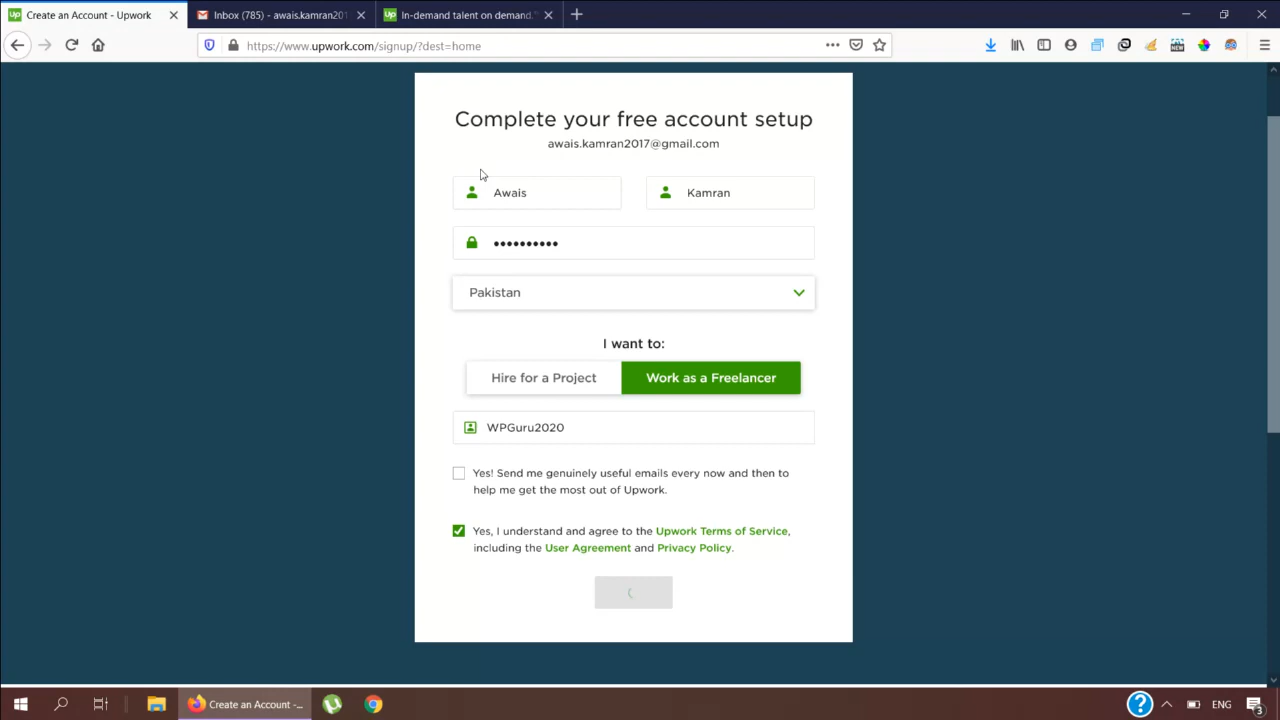 Up Create an Account - Upwork
Inbox (785) - awais.kamran201
Up In-demand talent on demand."
https://www.upwork.com/signup/?dest=home
NEW
Complete your free account setup
awais.kamran2017@gmail.com
Awais
Kamran
••••••••••
Pakistan
I want to:
Hire for a Project
Work as a Freelancer
WPGuru2020
Yes! Send me genuinely useful emails every now and then to
help me get the most out of Upwork.
Yes, I understand and agree to the Upwork Terms of Service,
including the User Agreement and Privacy Policy.
Create an Account -...
?
ENG
3